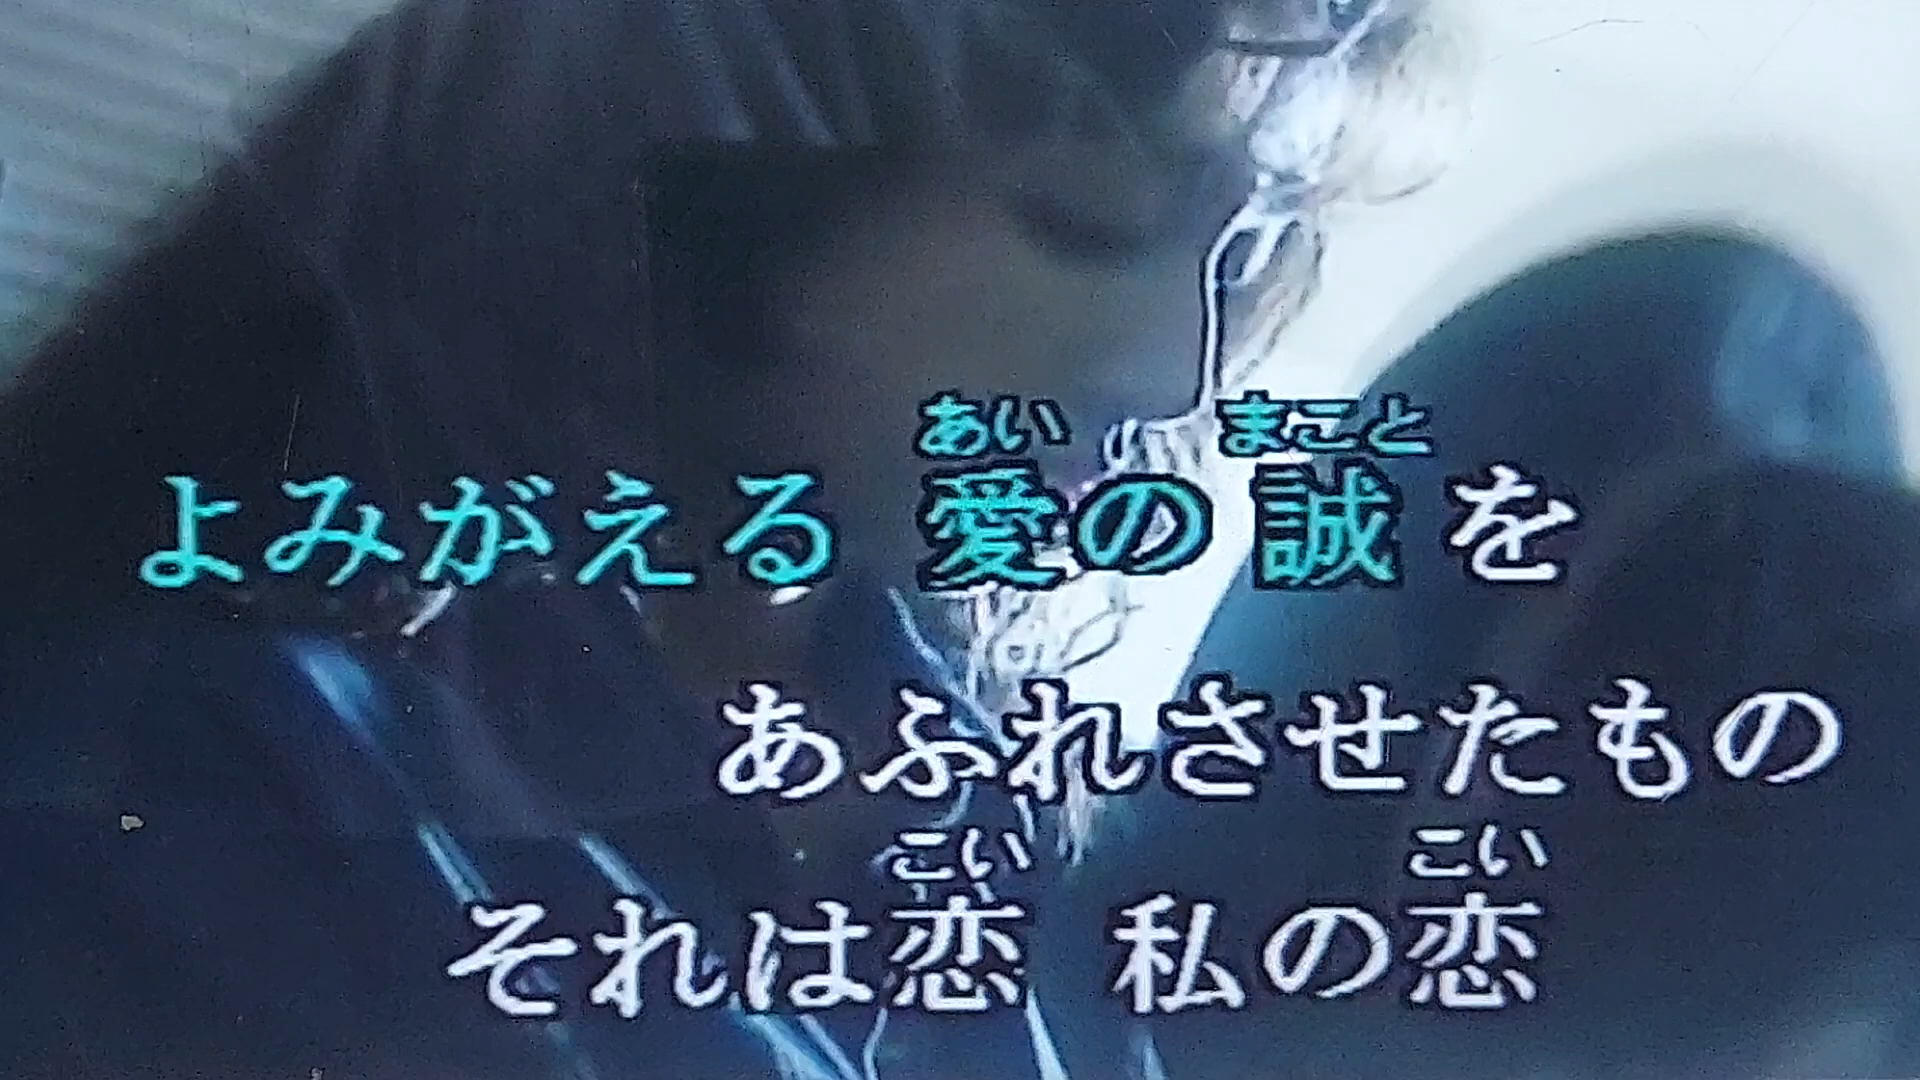 あい まこと
よみがえる 愛の 誠 を
あふれさせたもの
こい こい
それは恋 私の恋